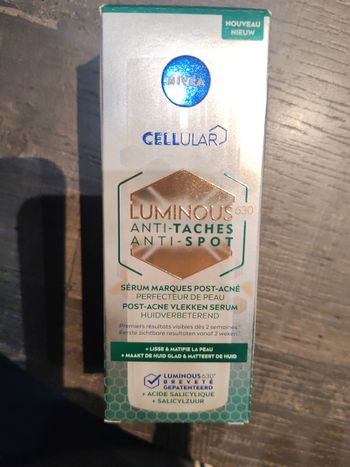 NOUVEAU
NIEUW
NIVEA
CELLULAR
LUMINOUS630®
ANTI-TACHES
ANTI-SPOT
SÉRUM MARQUES POST-ACNÉ
PERFECTEUR DE PEAU
POST-ACNE VLEKKEN SERUM
HUIDVERBETEREND
Premiers résultats visibles dès 2 semaines.*
Eerste zichtbare resultaten vanaf 2 weken.*
+ LISSE & MATIFIE LA PEAU
+ MAAKT DE HUID GLAD & MATTEERT DE HUID
LUMINOUS630®
BREVETÉ
GEPATENTEERD
+ ACIDE SALICYLIQUE
+ SALICYLZUUR